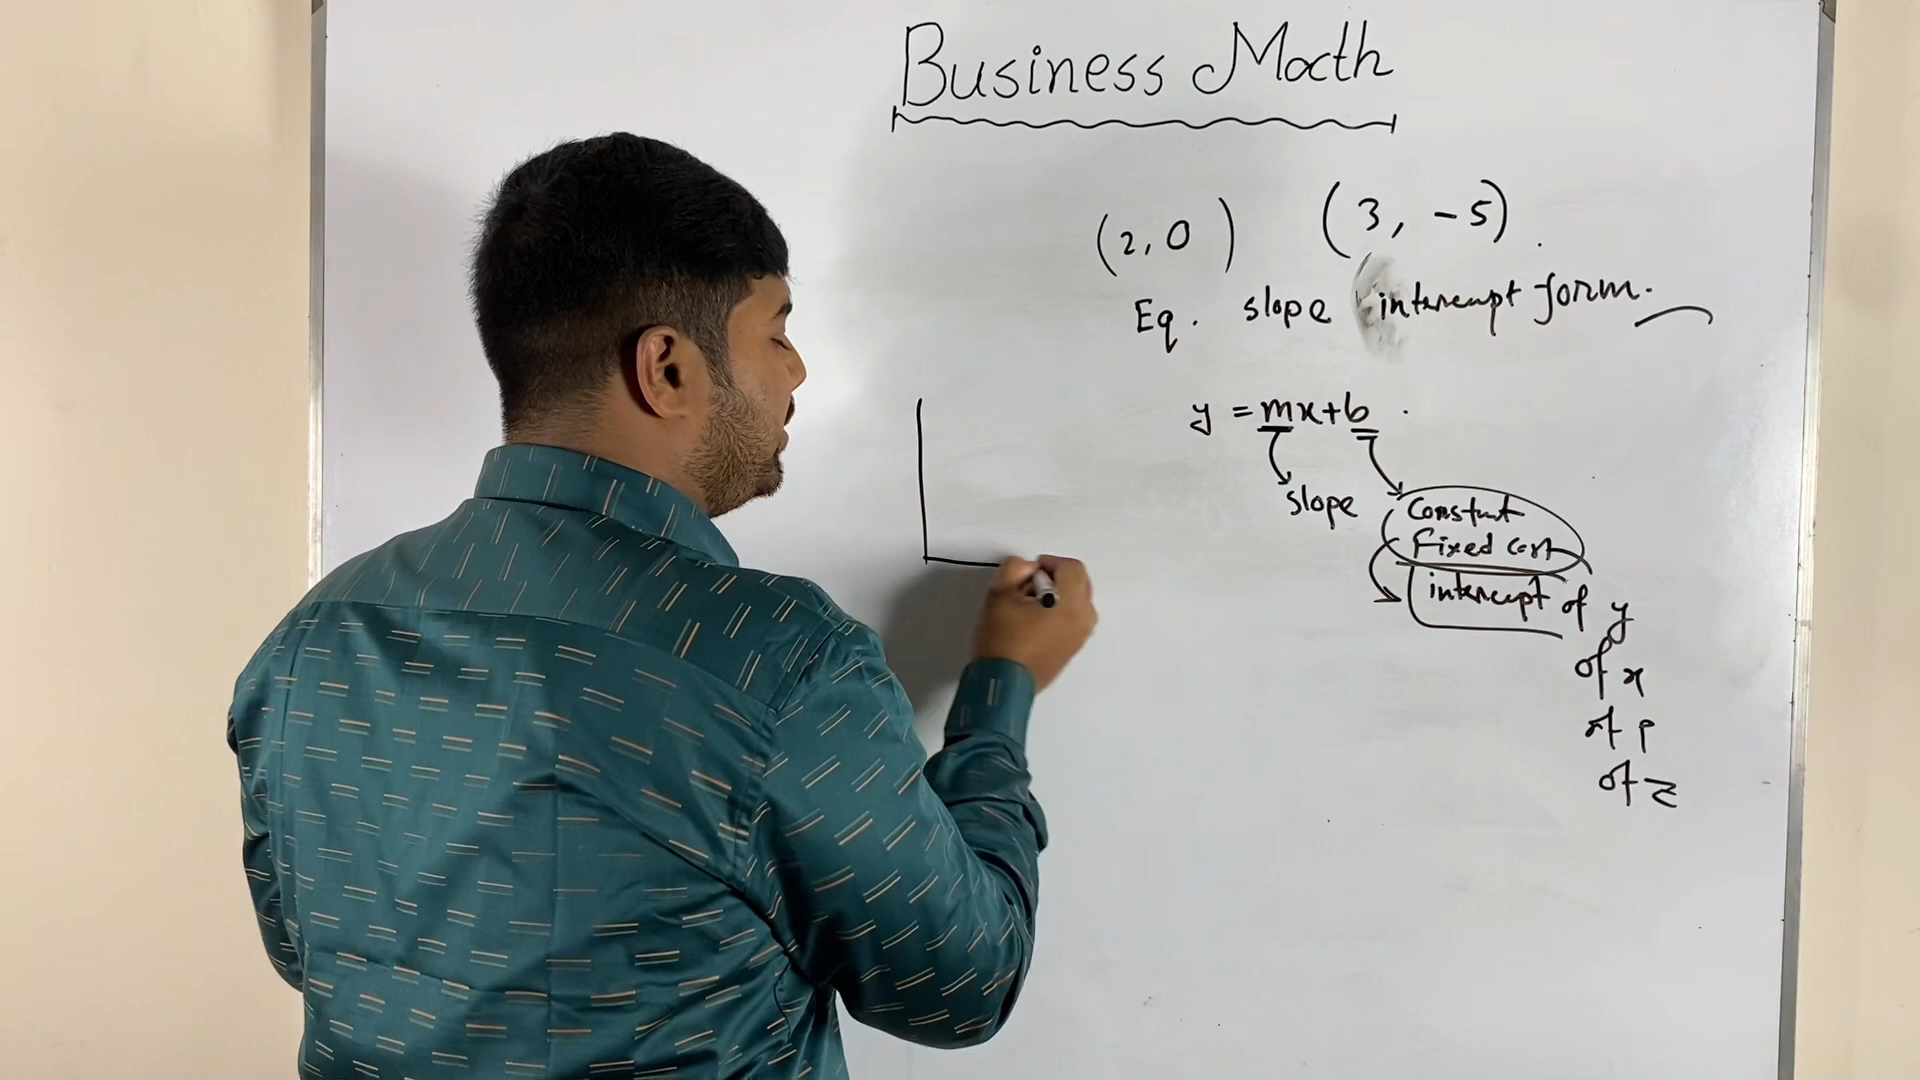 Business Math
(2, 0) (3, -5).
Eq. slope intercept form.
y = mx+b .
slope
Constant
Fixed cost
intercept of y
of x
of p
of z